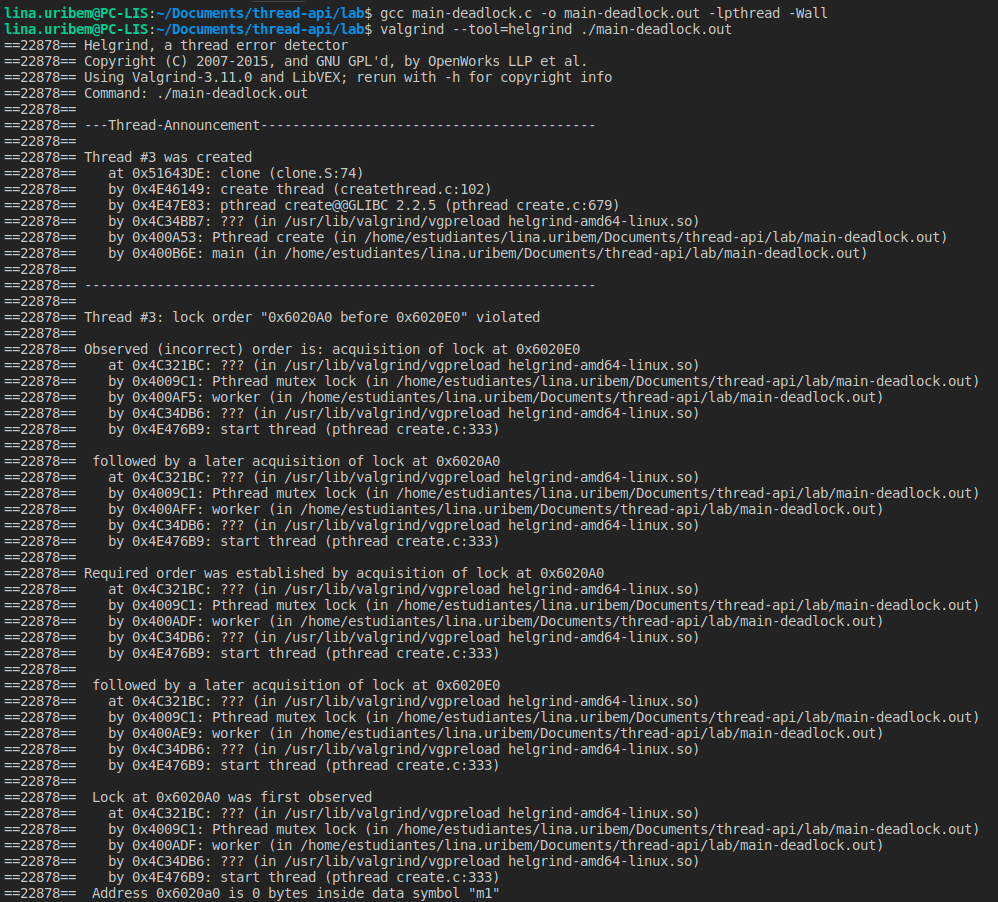 lina.uribem@PC-LIS:~/Documents/thread-api/lab$ gcc main-deadlock.c -o main-deadlock.out -lpthread -Wall
lina.uribem@PC-LIS:~/Documents/thread-api/lab$ valgrind --tool=helgrind ./main-deadlock.out
==22878== Helgrind, a thread error detector
==22878== Copyright (C) 2007-2015, and GNU GPL'd, by OpenWorks LLP et al.
==22878== Using Valgrind-3.11.0 and LibVEX; rerun with -h for copyright info
==22878== Command: ./main-deadlock.out
==22878==
==22878== ---Thread-Announcement------------------------------------------
==22878==
==22878== Thread #3 was created
==22878==    at 0x51643DE: clone (clone.S:74)
==22878==    by 0x4E46149: create thread (createthread.c:102)
==22878==    by 0x4E47E83: pthread create@@GLIBC 2.2.5 (pthread create.c:679)
==22878==    by 0x4C34BB7: ??? (in /usr/lib/valgrind/vgpreload helgrind-amd64-linux.so)
==22878==    by 0x400A53: Pthread create (in /home/estudiantes/lina.uribem/Documents/thread-api/lab/main-deadlock.out)
==22878==    by 0x400B6E: main (in /home/estudiantes/lina.uribem/Documents/thread-api/lab/main-deadlock.out)
==22878==
==22878== ----------------------------------------------------------------
==22878==
==22878== Thread #3: lock order "0x6020A0 before 0x6020E0" violated
==22878==
==22878== Observed (incorrect) order is: acquisition of lock at 0x6020E0
==22878==    at 0x4C321BC: ??? (in /usr/lib/valgrind/vgpreload helgrind-amd64-linux.so)
==22878==    by 0x4009C1: Pthread mutex lock (in /home/estudiantes/lina.uribem/Documents/thread-api/lab/main-deadlock.out)
==22878==    by 0x400AF5: worker (in /home/estudiantes/lina.uribem/Documents/thread-api/lab/main-deadlock.out)
==22878==    by 0x4C34DB6: ??? (in /usr/lib/valgrind/vgpreload helgrind-amd64-linux.so)
==22878==    by 0x4E476B9: start thread (pthread create.c:333)
==22878==
==22878==  followed by a later acquisition of lock at 0x6020A0
==22878==    at 0x4C321BC: ??? (in /usr/lib/valgrind/vgpreload helgrind-amd64-linux.so)
==22878==    by 0x4009C1: Pthread mutex lock (in /home/estudiantes/lina.uribem/Documents/thread-api/lab/main-deadlock.out)
==22878==    by 0x400AFF: worker (in /home/estudiantes/lina.uribem/Documents/thread-api/lab/main-deadlock.out)
==22878==    by 0x4C34DB6: ??? (in /usr/lib/valgrind/vgpreload helgrind-amd64-linux.so)
==22878==    by 0x4E476B9: start thread (pthread create.c:333)
==22878==
==22878== Required order was established by acquisition of lock at 0x6020A0
==22878==    at 0x4C321BC: ??? (in /usr/lib/valgrind/vgpreload helgrind-amd64-linux.so)
==22878==    by 0x4009C1: Pthread mutex lock (in /home/estudiantes/lina.uribem/Documents/thread-api/lab/main-deadlock.out)
==22878==    by 0x400ADF: worker (in /home/estudiantes/lina.uribem/Documents/thread-api/lab/main-deadlock.out)
==22878==    by 0x4C34DB6: ??? (in /usr/lib/valgrind/vgpreload helgrind-amd64-linux.so)
==22878==    by 0x4E476B9: start thread (pthread create.c:333)
==22878==
==22878==  followed by a later acquisition of lock at 0x6020E0
==22878==    at 0x4C321BC: ??? (in /usr/lib/valgrind/vgpreload helgrind-amd64-linux.so)
==22878==    by 0x4009C1: Pthread mutex lock (in /home/estudiantes/lina.uribem/Documents/thread-api/lab/main-deadlock.out)
==22878==    by 0x400AE9: worker (in /home/estudiantes/lina.uribem/Documents/thread-api/lab/main-deadlock.out)
==22878==    by 0x4C34DB6: ??? (in /usr/lib/valgrind/vgpreload helgrind-amd64-linux.so)
==22878==    by 0x4E476B9: start thread (pthread create.c:333)
==22878==
==22878==  Lock at 0x6020A0 was first observed
==22878==    at 0x4C321BC: ??? (in /usr/lib/valgrind/vgpreload helgrind-amd64-linux.so)
==22878==    by 0x4009C1: Pthread mutex lock (in /home/estudiantes/lina.uribem/Documents/thread-api/lab/main-deadlock.out)
==22878==    by 0x400ADF: worker (in /home/estudiantes/lina.uribem/Documents/thread-api/lab/main-deadlock.out)
==22878==    by 0x4C34DB6: ??? (in /usr/lib/valgrind/vgpreload helgrind-amd64-linux.so)
==22878==    by 0x4E476B9: start thread (pthread create.c:333)
==22878==  Address 0x6020a0 is 0 bytes inside data symbol "m1"